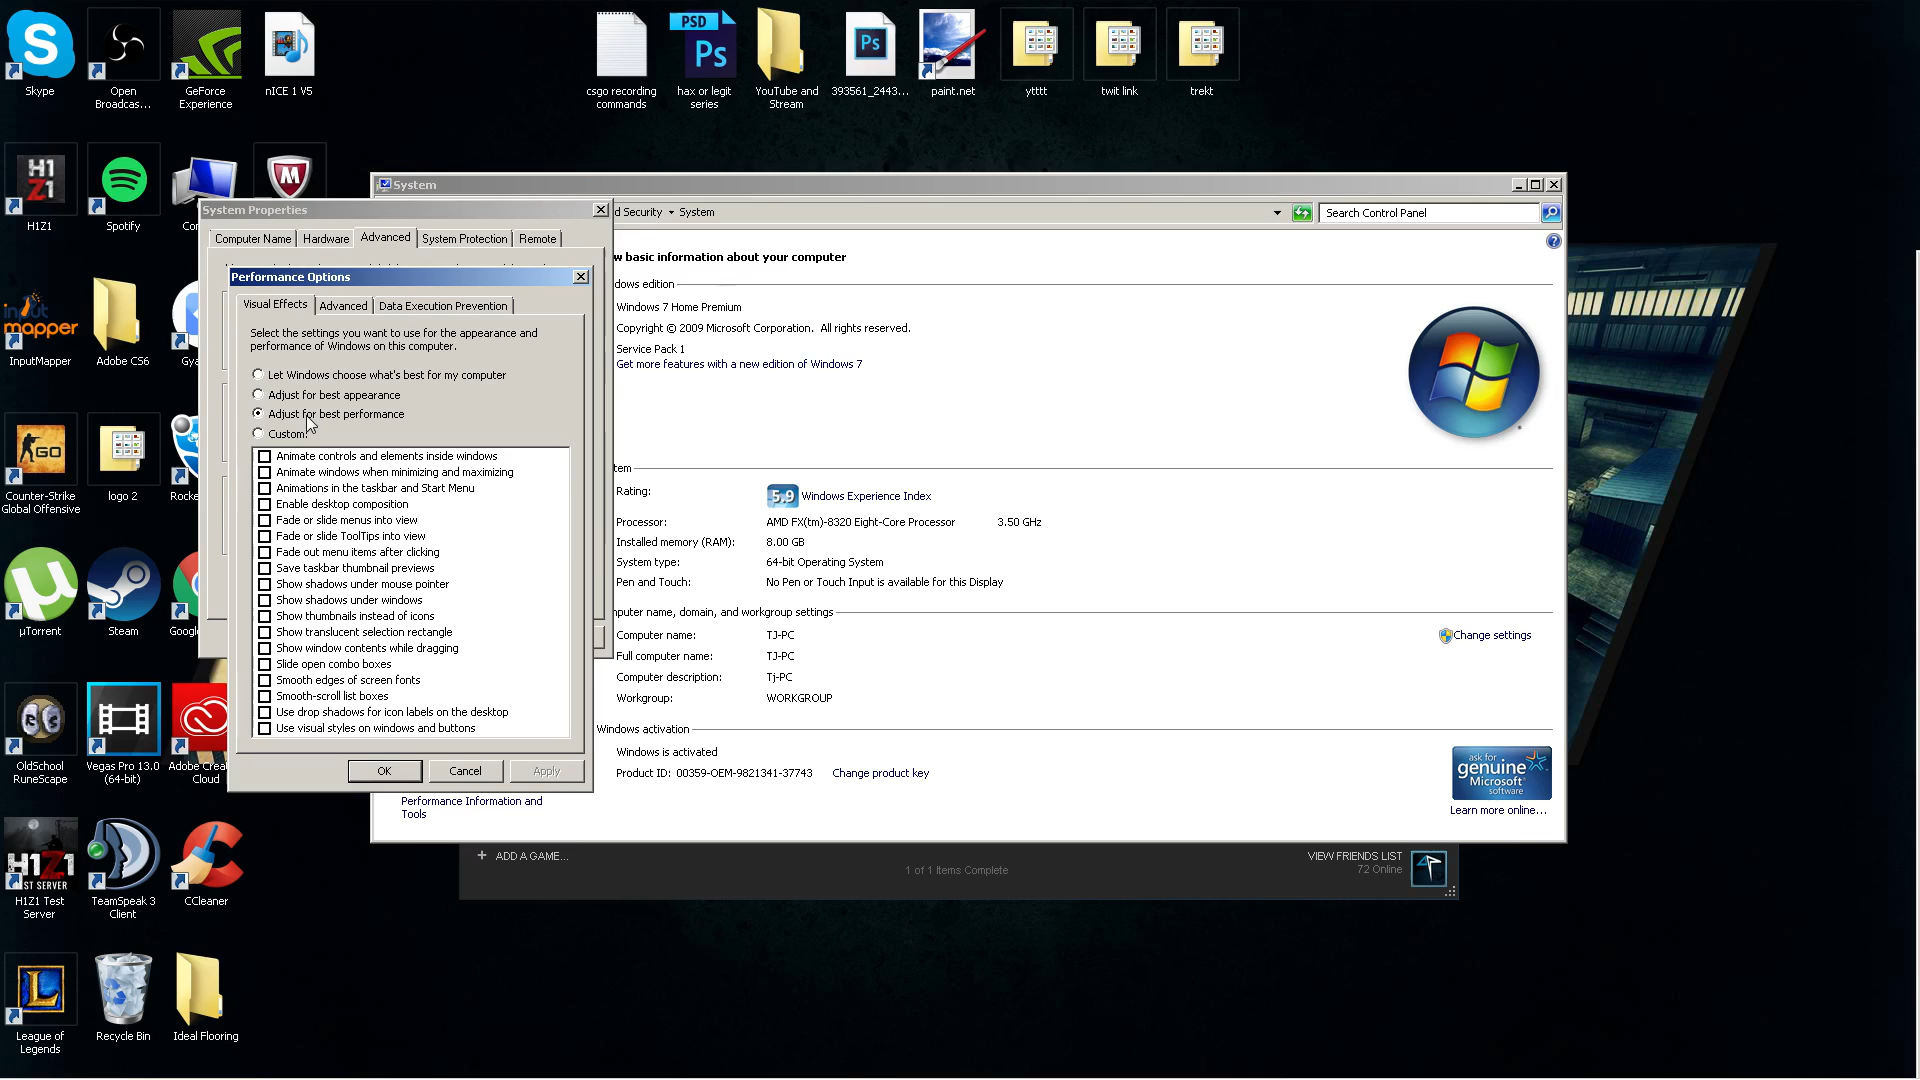 Skype
Open
Broadcas...
GeForce
Experience
nICE 1 V5
csgo recording
commands
PSD
Ps
hax or legit
series
YouTube and
Stream
Ps
393561_2443...
paint.net
ytttt
twit link
trekt
H1Z1
H1Z1
Spotify
System
d Security
System
Search Control Panel
System Properties
Computer Name
Hardware
Advanced
System Protection
Remote
Performance Options
Visual Effects
Advanced
Data Execution Prevention
Select the settings you want to use for the appearance and
performance of Windows on this computer.
Let Windows choose what's best for my computer
Adjust for best appearance
Adjust for best performance
Custom:
Animate controls and elements inside windows
Animate windows when minimizing and maximizing
Animations in the taskbar and Start Menu
Enable desktop composition
Fade or slide menus into view
Fade or slide ToolTips into view
Fade out menu items after clicking
Save taskbar thumbnail previews
Show shadows under mouse pointer
Show shadows under windows
Show thumbnails instead of icons
Show translucent selection rectangle
Show window contents while dragging
Slide open combo boxes
Smooth edges of screen fonts
Smooth-scroll list boxes
Use drop shadows for icon labels on the desktop
Use visual styles on windows and buttons
OK
Cancel
Apply
w basic information about your computer
dows edition
Windows 7 Home Premium
Copyright © 2009 Microsoft Corporation.  All rights reserved.
Service Pack 1
Get more features with a new edition of Windows 7
tem
Rating:
5.9 Windows Experience Index
Processor:
AMD FX(tm)-8320 Eight-Core Processor
3.50 GHz
Installed memory (RAM):
8.00 GB
System type:
64-bit Operating System
Pen and Touch:
No Pen or Touch Input is available for this Display
puter name, domain, and workgroup settings
Computer name:
TJ-PC
Change settings
Full computer name:
TJ-PC
Computer description:
Tj-PC
Workgroup:
WORKGROUP
Windows activation
Windows is activated
Product ID: 00359-OEM-9821341-37743
Change product key
ask for
genuine
Microsoft
software
Learn more online...
Performance Information and
Tools
ADD A GAME...
1 of 1 Items Complete
VIEW FRIENDS LIST
72 Online
input
mapper
InputMapper
Adobe CS6
Gya
GO
Counter-Strike
Global Offensive
logo 2
Rocke
µTorrent
Steam
Googl
OldSchool
RuneScape
Vegas Pro 13.0
(64-bit)
Adobe Crea
Cloud
H1Z1
H1Z1 Test
Server
TeamSpeak 3
Client
CCleaner
L
League of
Legends
Recycle Bin
Ideal Flooring